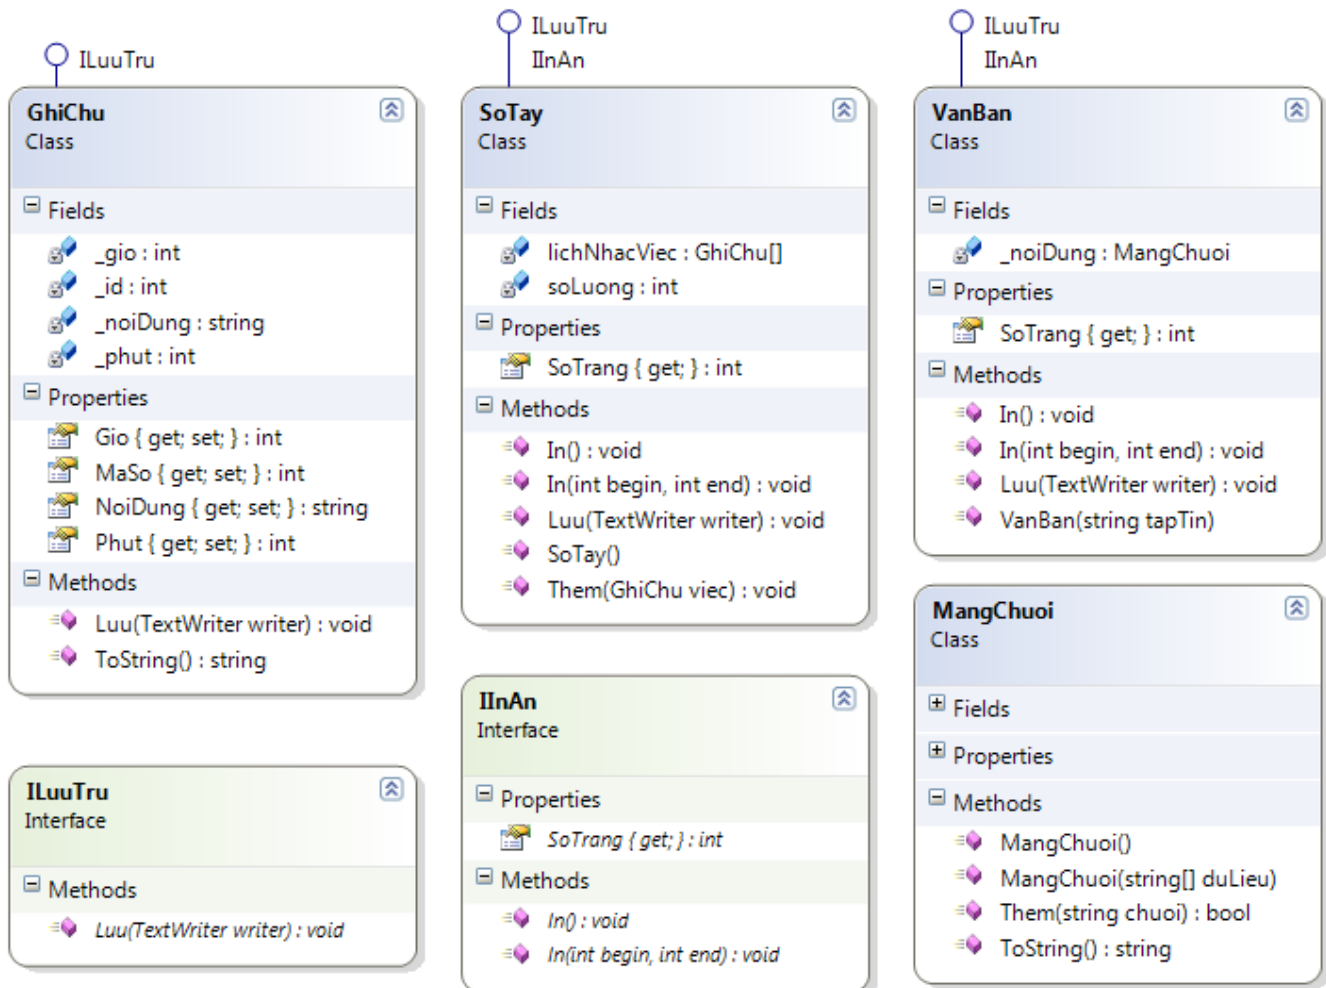 ILuuTru
GhiChu
Class
Fields
_gio : int
_id : int
_noiDung : string
_phut : int
Properties
Gio { get; set; } : int
MaSo { get; set; } : int
NoiDung { get; set; } : string
Phut { get; set; } : int
Methods
Luu(TextWriter writer) : void
ToString() : string
ILuuTru
Interface
Methods
Luu(TextWriter writer) : void
ILuuTru
IInAn
SoTay
Class
Fields
lichNhacViec : GhiChu[]
soLuong : int
Properties
SoTrang { get; } : int
Methods
In() : void
In(int begin, int end) : void
Luu(TextWriter writer) : void
SoTay()
Them(GhiChu viec) : void
IInAn
Interface
Properties
SoTrang { get; } : int
Methods
In() : void
In(int begin, int end) : void
ILuuTru
IInAn
VanBan
Class
Fields
_noiDung : MangChuoi
Properties
SoTrang { get; } : int
Methods
In() : void
In(int begin, int end) : void
Luu(TextWriter writer) : void
VanBan(string tapTin)
MangChuoi
Class
Fields
Properties
Methods
MangChuoi()
MangChuoi(string[] duLieu)
Them(string chuoi) : bool
ToString() : string